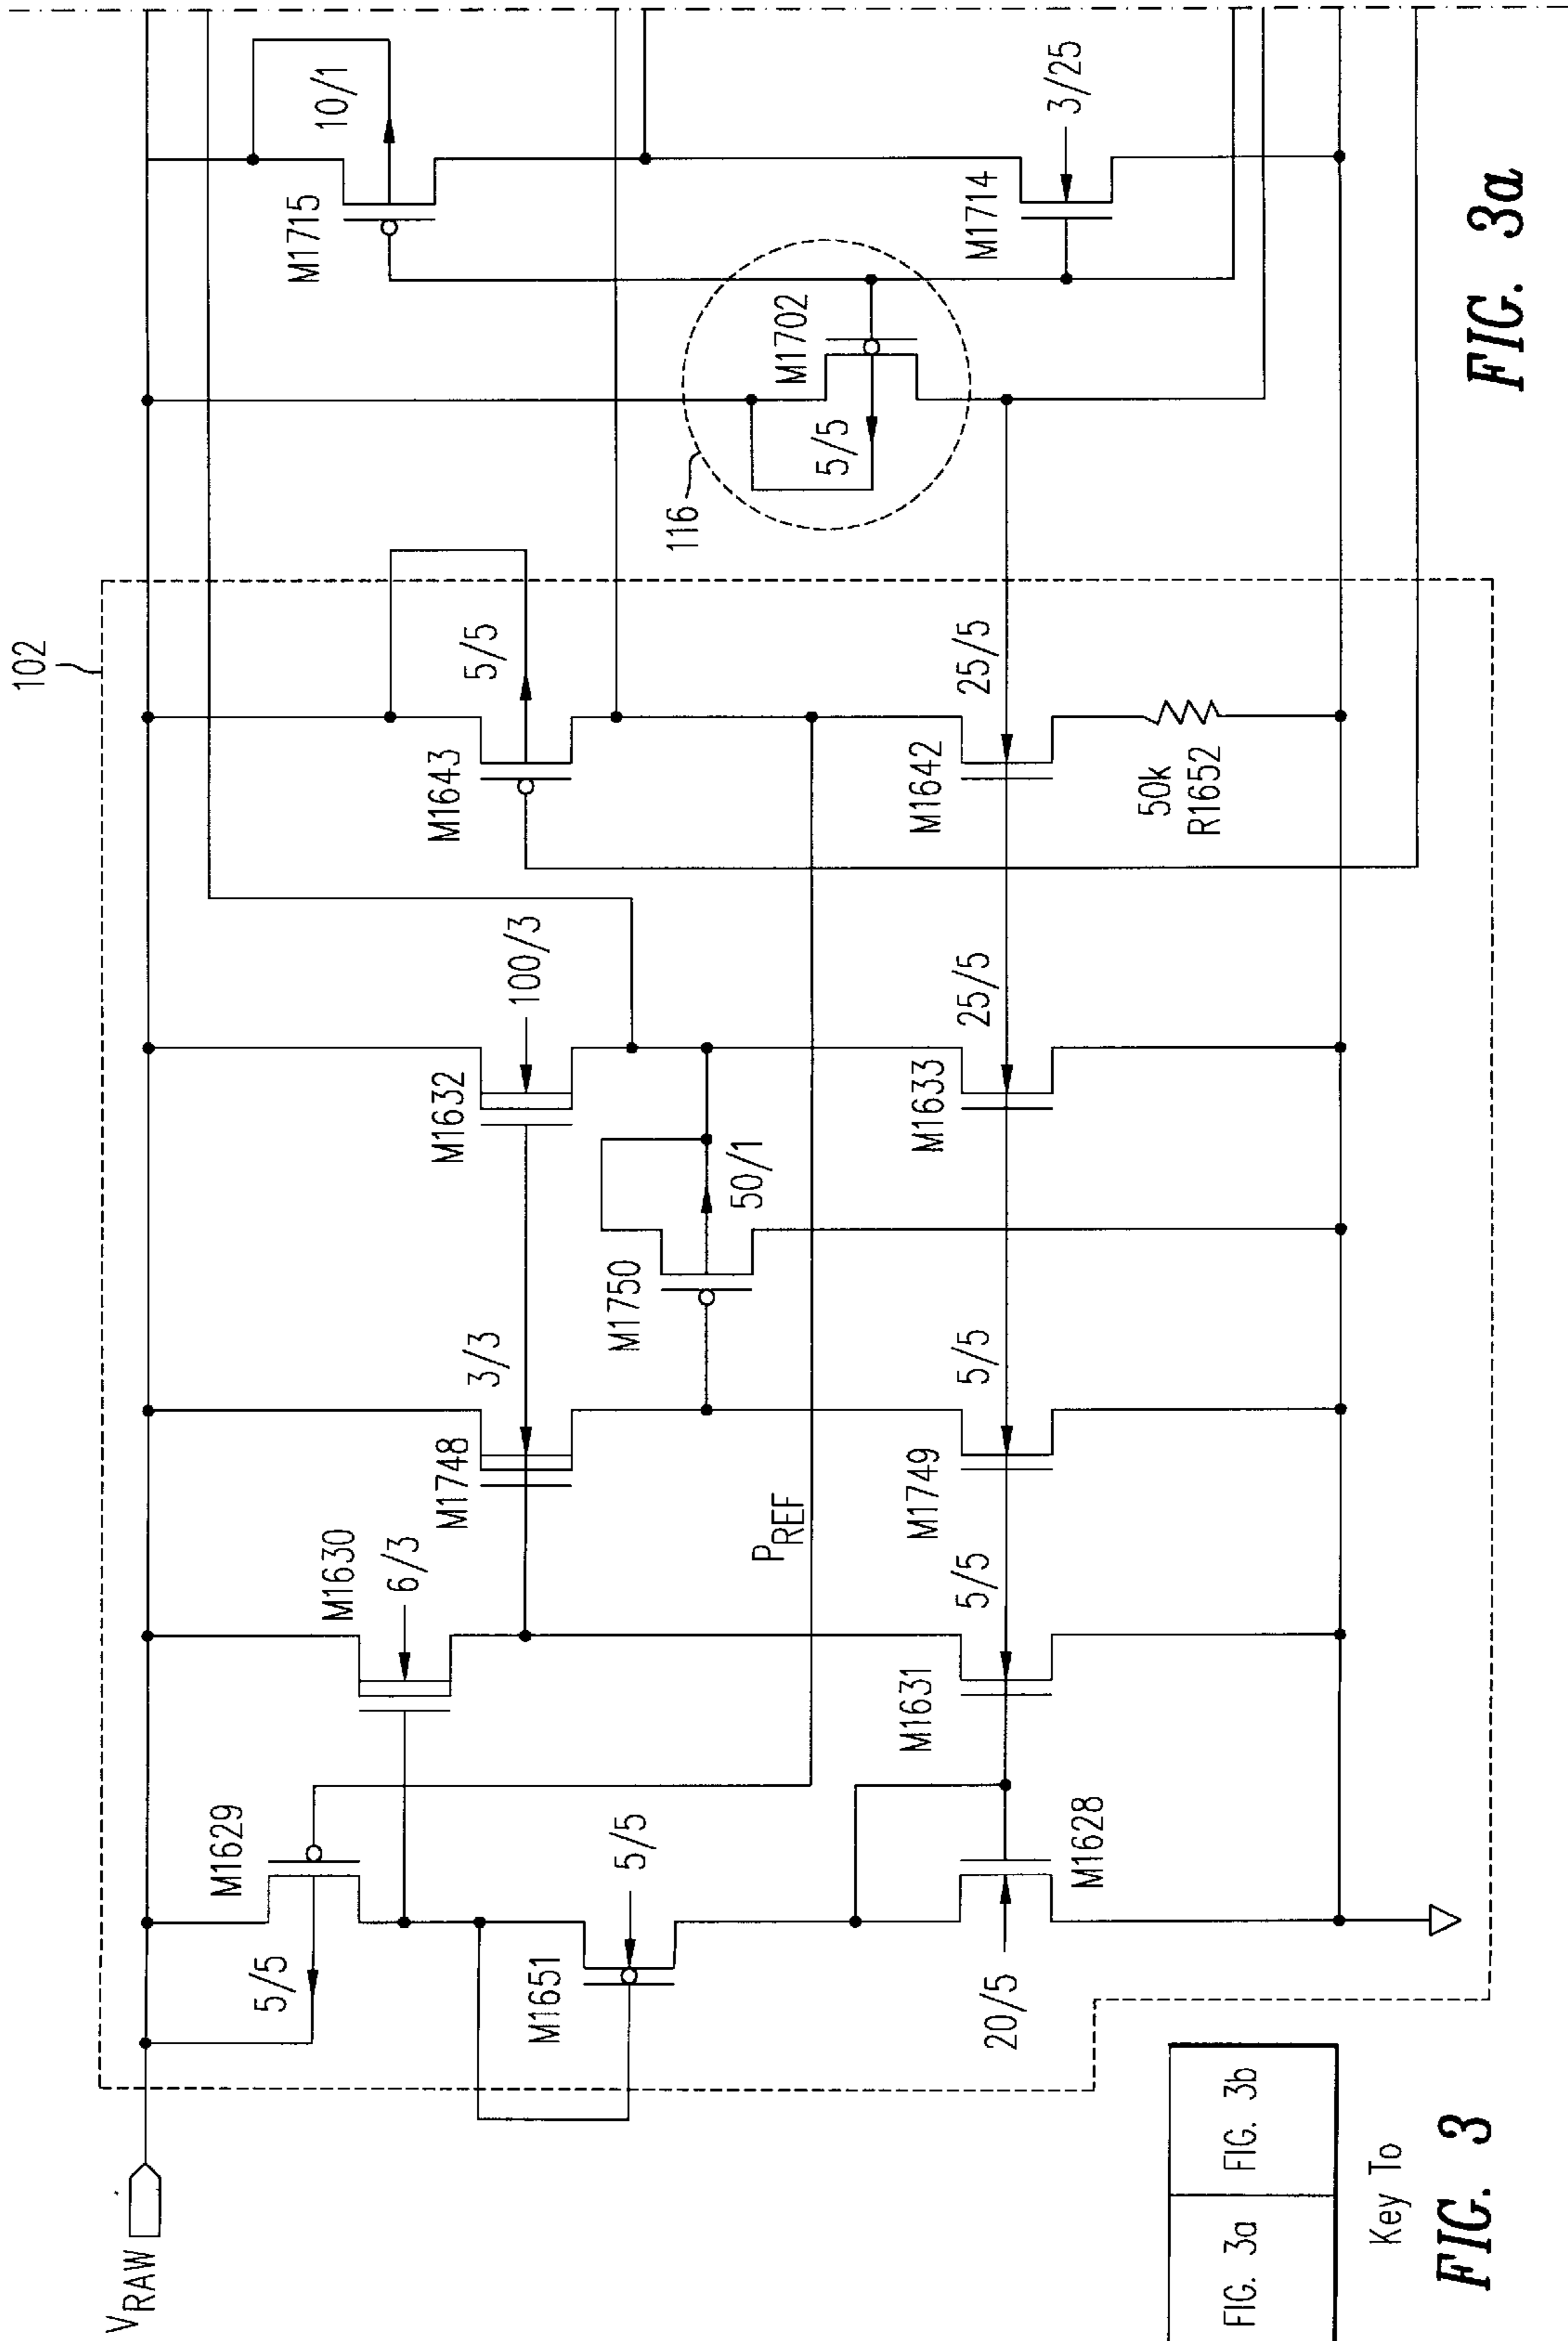 102
V RAW
M1629
5/5
M1651
5/5
20/5
M1628
M1630
6/3
M1631
5/5
M1748
3/3
M1749
5/5
P REF
M1750
50/1
M1632
100/3
M1633
25/5
M1643
5/5
M1642
25/5
50k
R1652
116
M1702
5/5
M1715
10/1
M1714
3/25
FIG. 3a
FIG. 3a FIG. 3b
Key To
FIG. 3